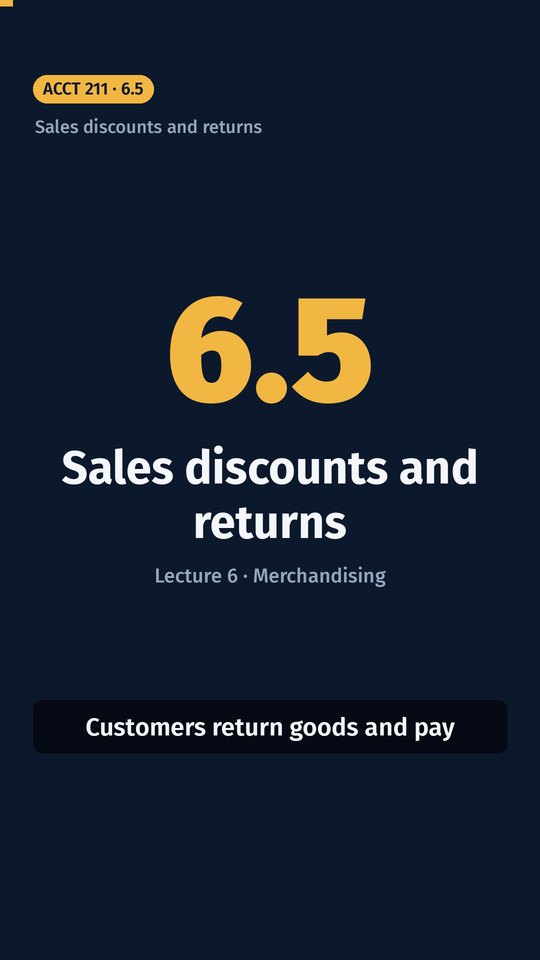 ACCT 211 · 6.5
Sales discounts and returns
6.5
Sales discounts and
returns
Lecture 6 · Merchandising
Customers return goods and pay